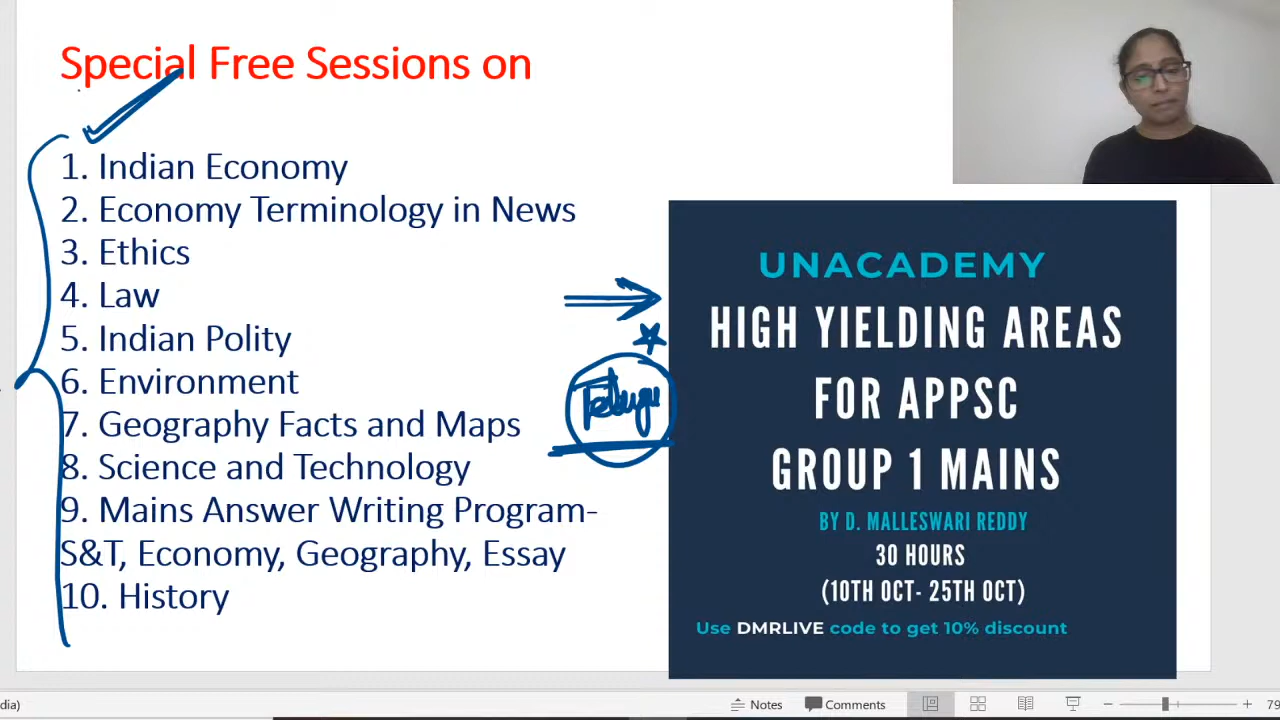 Special Free Sessions on
1. Indian Economy
2. Economy Terminology in News
3. Ethics
4. Law
5. Indian Polity
6. Environment
7. Geography Facts and Maps
8. Science and Technology
9. Mains Answer Writing Program-
S&T, Economy, Geography, Essay
10. History
Telugu
UNACADEMY
HIGH YIELDING AREAS
FOR APPSC
GROUP 1 MAINS
BY D. MALLESWARI REDDY
30 HOURS
(10TH OCT- 25TH OCT)
Use DMRLIVE code to get 10% discount
dia)
Notes
Comments
79